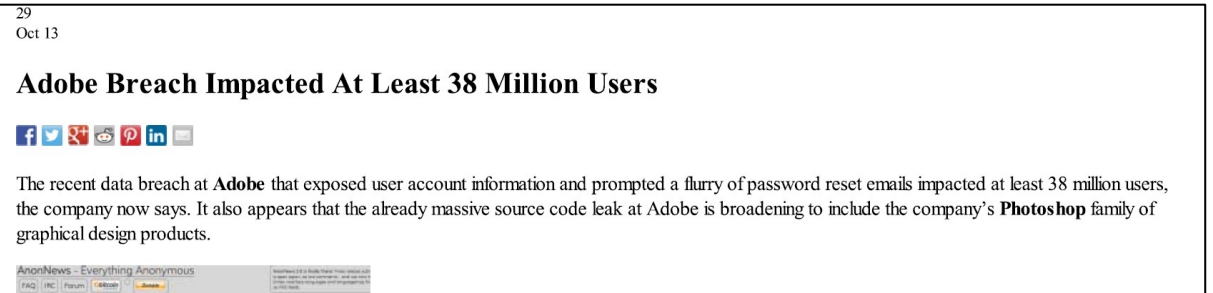 29
Oct 13
Adobe Breach Impacted At Least 38 Million Users
The recent data breach at Adobe that exposed user account information and prompted a flurry of password reset emails impacted at least 38 million users,
the company now says. It also appears that the already massive source code leak at Adobe is broadening to include the company's Photoshop family of
graphical design products.
AnonNews - Everything Anonymous
FAQ IRC Forum Bitcoin Donate